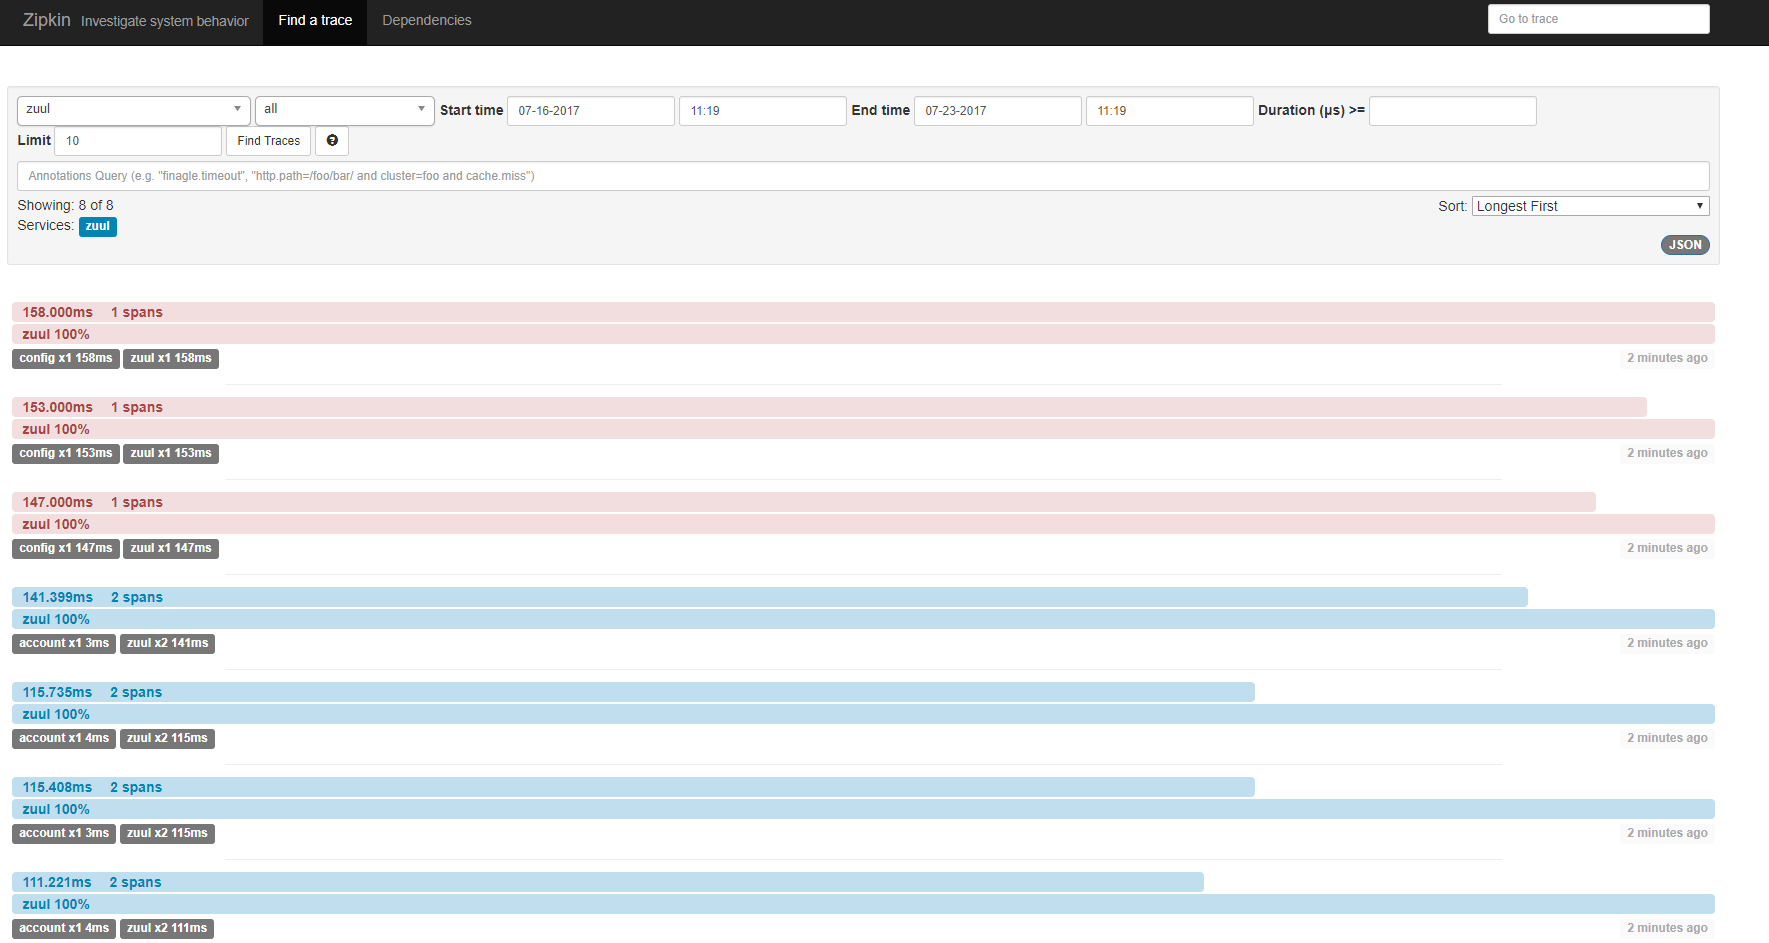 Zipkin Investigate system behavior Find a trace Dependencies Go to trace
zuul all Start time 07-16-2017 11:19 End time 07-23-2017 11:19 Duration (μs) >=
Limit 10 Find Traces
Annotations Query (e.g. "finagle.timeout", "http.path=/foo/bar/ and cluster=foo and cache.miss")
Showing: 8 of 8 Sort: Longest First
Services: zuul
JSON
158.000ms 1 spans
zuul 100%
config x1 158ms zuul x1 158ms 2 minutes ago
153.000ms 1 spans
zuul 100%
config x1 153ms zuul x1 153ms 2 minutes ago
147.000ms 1 spans
zuul 100%
config x1 147ms zuul x1 147ms 2 minutes ago
141.399ms 2 spans
zuul 100%
account x1 3ms zuul x2 141ms 2 minutes ago
115.735ms 2 spans
zuul 100%
account x1 4ms zuul x2 115ms 2 minutes ago
115.408ms 2 spans
zuul 100%
account x1 3ms zuul x2 115ms 2 minutes ago
111.221ms 2 spans
zuul 100%
account x1 4ms zuul x2 111ms 2 minutes ago